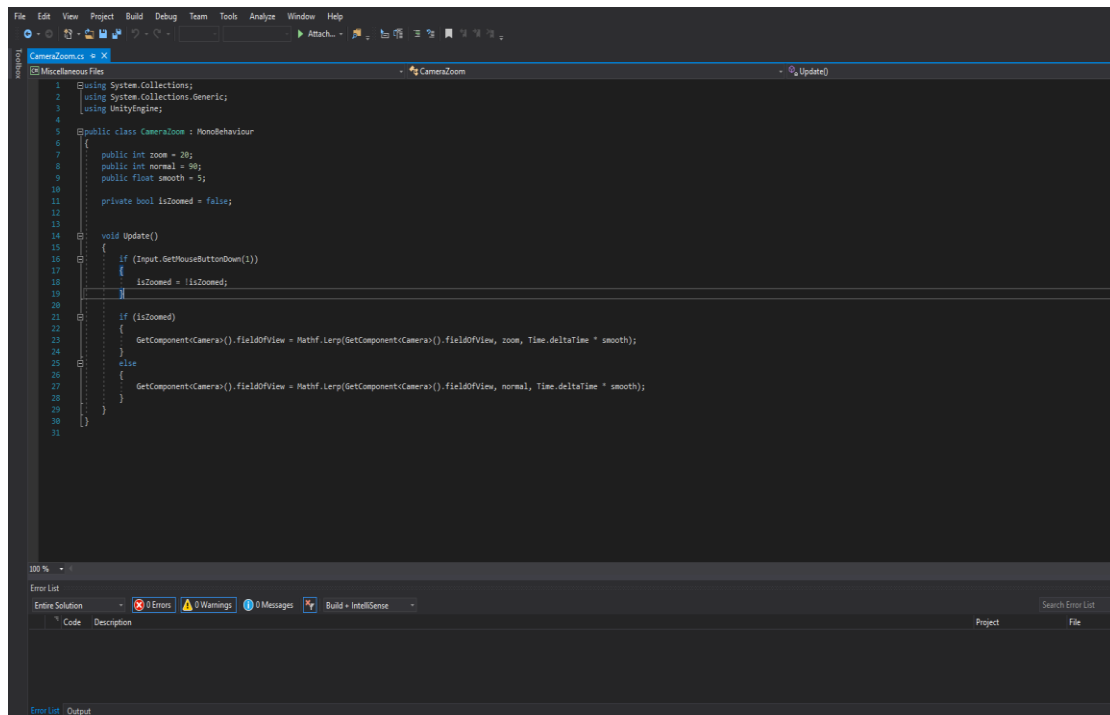 File Edit View Project Build Debug Team Tools Analyze Window Help
Attach...
Toolbox
CameraZoom.cs
Miscellaneous Files CameraZoom Update()
1 using System.Collections;
2 using System.Collections.Generic;
3 using UnityEngine;
4
5 public class CameraZoom : MonoBehaviour
6 {
7 public int zoom = 20;
8 public int normal = 90;
9 public float smooth = 5;
10
11 private bool isZoomed = false;
12
13
14 void Update()
15 {
16 if (Input.GetMouseButtonDown(1))
17 {
18 isZoomed = !isZoomed;
19 }
20
21 if (isZoomed)
22 {
23 GetComponent<Camera>().fieldOfView = Mathf.Lerp(GetComponent<Camera>().fieldOfView, zoom, Time.deltaTime * smooth);
24 }
25 else
26 {
27 GetComponent<Camera>().fieldOfView = Mathf.Lerp(GetComponent<Camera>().fieldOfView, normal, Time.deltaTime * smooth);
28 }
29 }
30 }
31
100 %
Error List
Entire Solution 0 Errors 0 Warnings 0 Messages Build + IntelliSense Search Error List
Code Description Project File
Error List Output